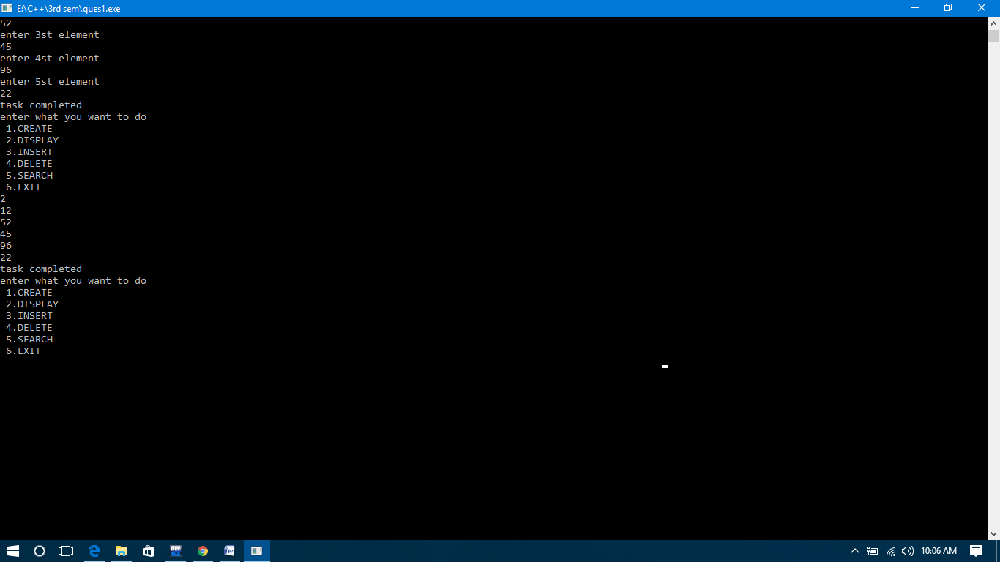 E:\C++\3rd sem\ques1.exe
52
enter 3st element
45
enter 4st element
96
enter 5st element
22
task completed
enter what you want to do
 1.CREATE
 2.DISPLAY
 3.INSERT
 4.DELETE
 5.SEARCH
 6.EXIT
2
12
52
45
96
22
task completed
enter what you want to do
 1.CREATE
 2.DISPLAY
 3.INSERT
 4.DELETE
 5.SEARCH
 6.EXIT
10:06 AM